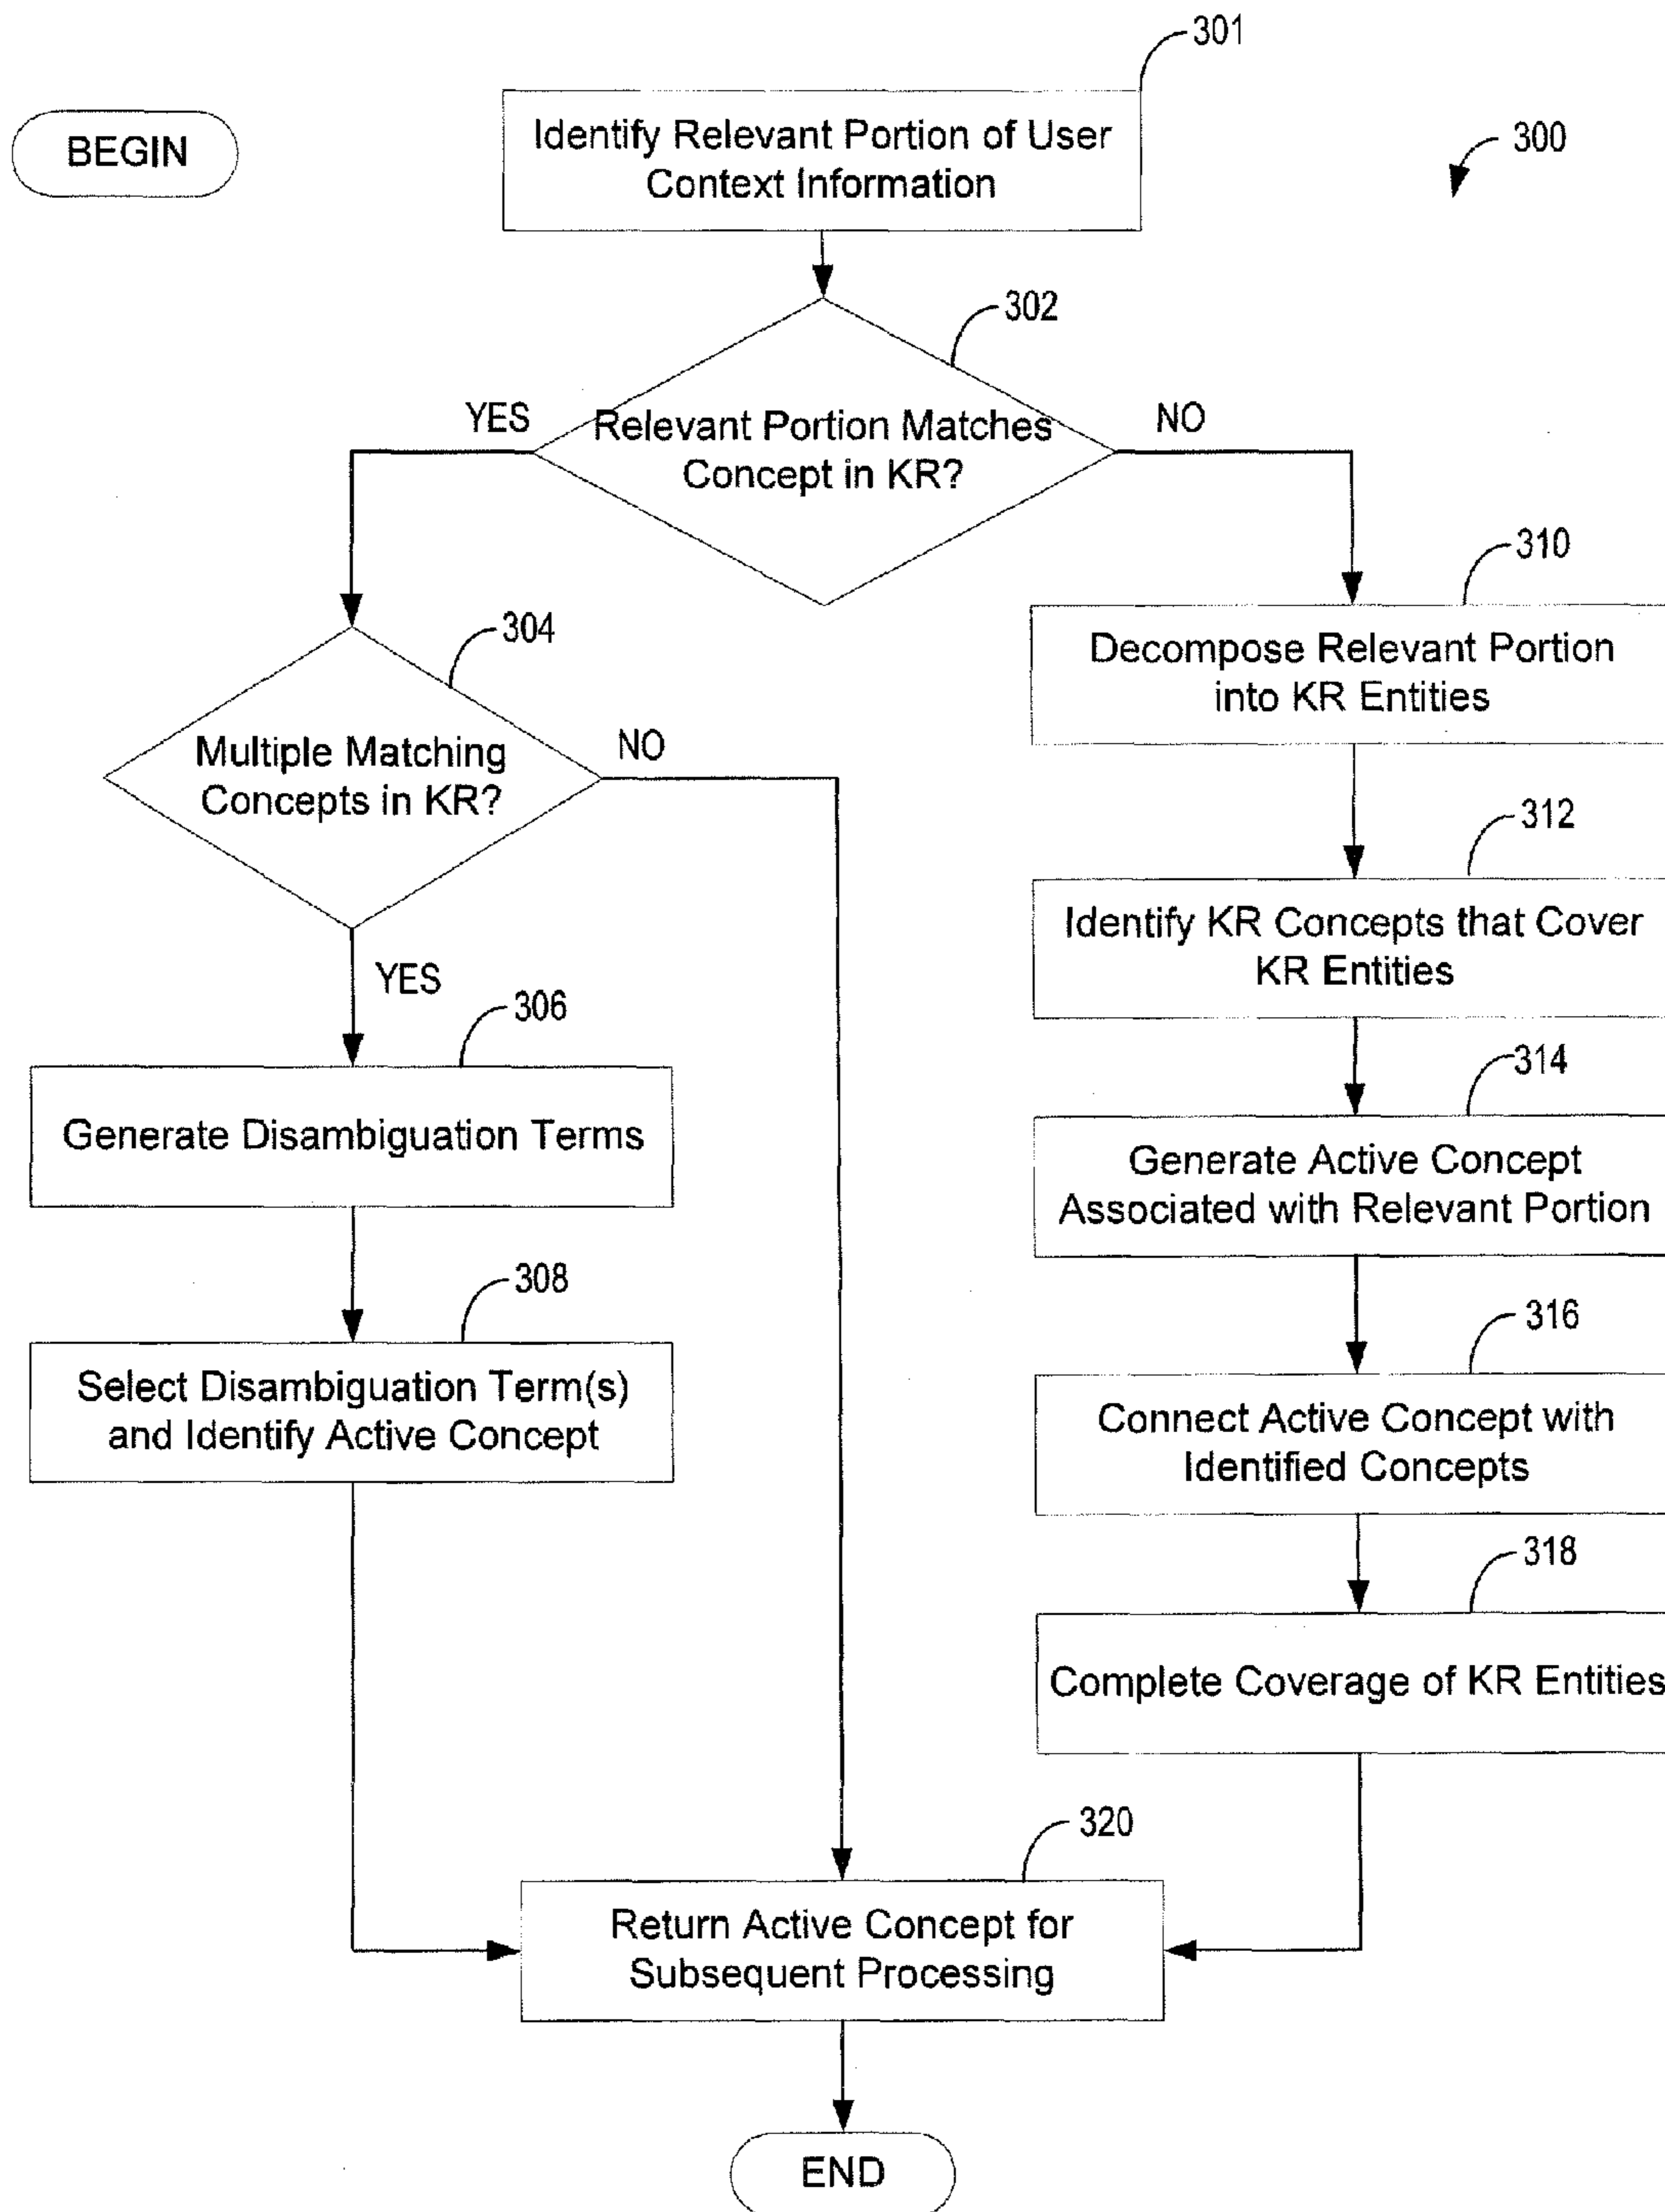 301
BEGIN
Identify Relevant Portion of User
Context Information
300
302
YES
Relevant Portion Matches
Concept in KR?
NO
310
304
Decompose Relevant Portion
into KR Entities
Multiple Matching
Concepts in KR?
NO
312
Identify KR Concepts that Cover
KR Entities
YES
306
314
Generate Disambiguation Terms
Generate Active Concept
Associated with Relevant Portion
308
316
Select Disambiguation Term(s)
and Identify Active Concept
Connect Active Concept with
Identified Concepts
318
Complete Coverage of KR Entities
320
Return Active Concept for
Subsequent Processing
END